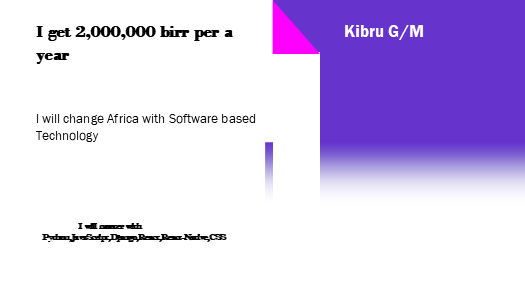 I get 2,000,000 birr per a
year
Kibru G/M
I will change Africa with Software based
Technology
I will with
Python,JavaScript,Django,React,React-Native,CSS